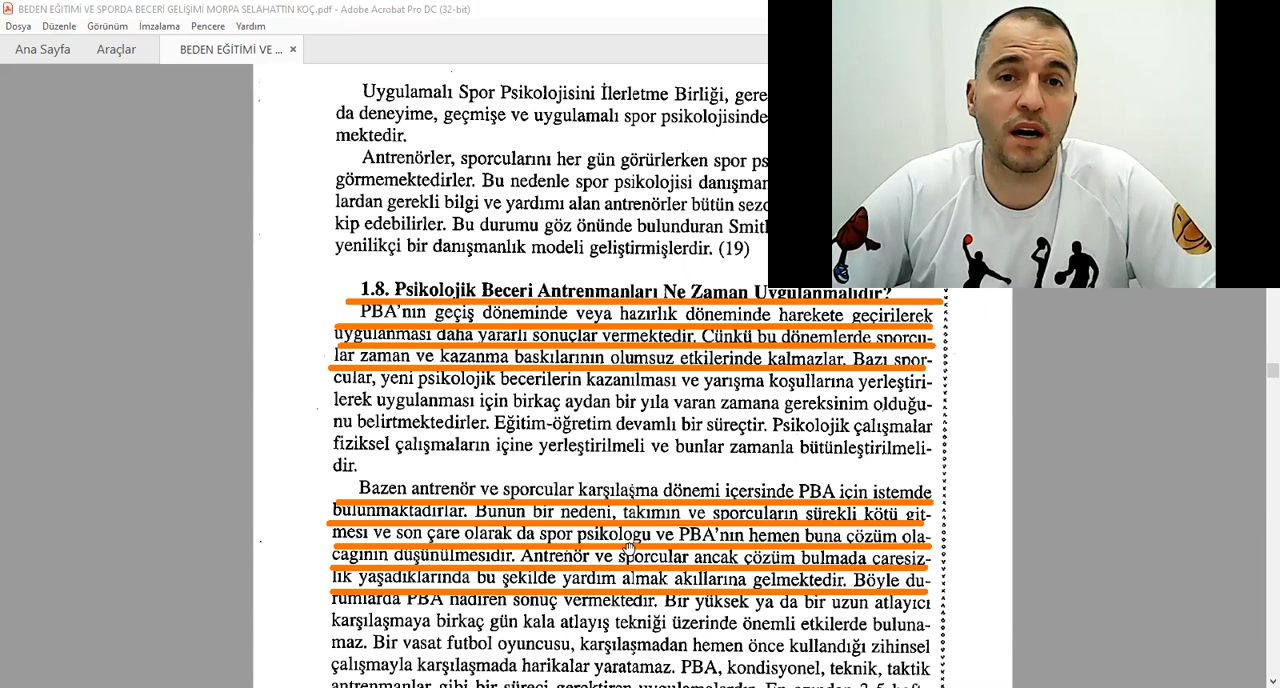 BEDEN EĞİTİMİ VE SPORDA BECERİ GELİŞİMİ MORPA SELAHATTIN KOÇ.pdf - Adobe Acrobat Pro DC (32-bit)
Dosya Düzenle Görünüm İmzalama Pencere Yardım
Ana Sayfa Araçlar BEDEN EĞİTİMİ VE ... ×
Uygulamalı Spor Psikolojisini İlerletme Birliği, gere
da deneyime, geçmişe ve uygulamalı spor psikolojisinde
mektedir.
Antrenörler, sporcularını her gün görürlerken spor ps
görmemektedirler. Bu nedenle spor psikolojisi danışman
lardan gerekli bilgi ve yardımı alan antrenörler bütün sezo
kip edebilirler. Bu durumu göz önünde bulunduran Smitl
yenilikçi bir danışmanlık modeli geliştirmişlerdir. (19)
1.8. Psikolojik Beceri Antrenmanları Ne Zaman Uygulanmalıdır?
PBA'nın geçiş döneminde veya hazırlık döneminde harekete geçirilerek
uygulanması daha yararlı sonuçlar vermektedir. Çünkü bu dönemlerde sporcu-
lar zaman ve kazanma baskılarının olumsuz etkilerinde kalmazlar. Bazı spor-
cular, yeni psikolojik becerilerin kazanılması ve yarışma koşullarına yerleştiri-
lerek uygulanması için birkaç aydan bir yıla varan zamana gereksinim olduğu-
nu belirtmektedirler. Eğitim-öğretim devamlı bir süreçtir. Psikolojik çalışmalar
fiziksel çalışmaların içine yerleştirilmeli ve bunlar zamanla bütünleştirilmeli-
dir.
Bazen antrenör ve sporcular karşılaşma dönemi içersinde PBA için istemde
bulunmaktadırlar. Bunun bir nedeni, takımın ve sporcuların sürekli kötü git-
mesi ve son çare olarak da spor psikoloğu ve PBA'nın hemen buna çözüm ola-
cağının düşünülmesidir. Antrenör ve sporcular ancak çözüm bulmada çaresiz-
lik yaşadıklarında bu şekilde yardım almak akıllarına gelmektedir. Böyle du-
rumlarda PBA nadiren sonuç vermektedir. Bir yüksek ya da bir uzun atlayıcı
karşılaşmaya birkaç gün kala atlayış tekniği üzerinde önemli etkilerde buluna-
maz. Bir vasat futbol oyuncusu, karşılaşmadan hemen önce kullandığı zihinsel
çalışmayla karşılaşmada harikalar yaratamaz. PBA, kondisyonel, teknik, taktik
antrenmanlar gibi bir süreci gerektiren uygulamalardır. En azından 3-5 haft-